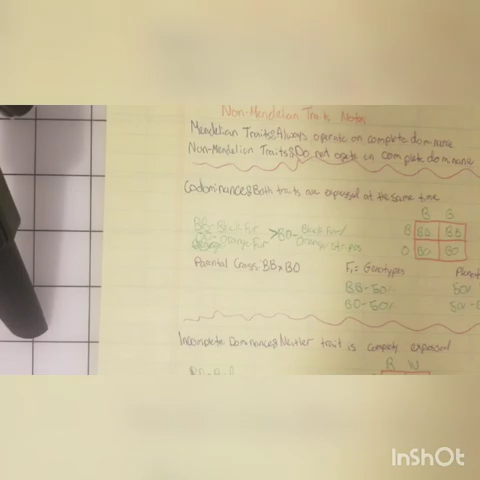 Non-Mendelian Traits Notes
Mendelian Traits: Always operate on complete dominance
Non-Mendelian Traits: Do not operate on complete dominance
Codominance: Both traits are expressed at the same time
B B
BB- Black Fur
BO- Black and
B BB BB
Orange Fur
Orange stripes
O BO BO
Parental Cross: BB x BO
F1: Genotypes
BB-50%
50%
BO-50%
50%
Incomplete Dominance: Neither trait is completely expressed
R W
InShOt